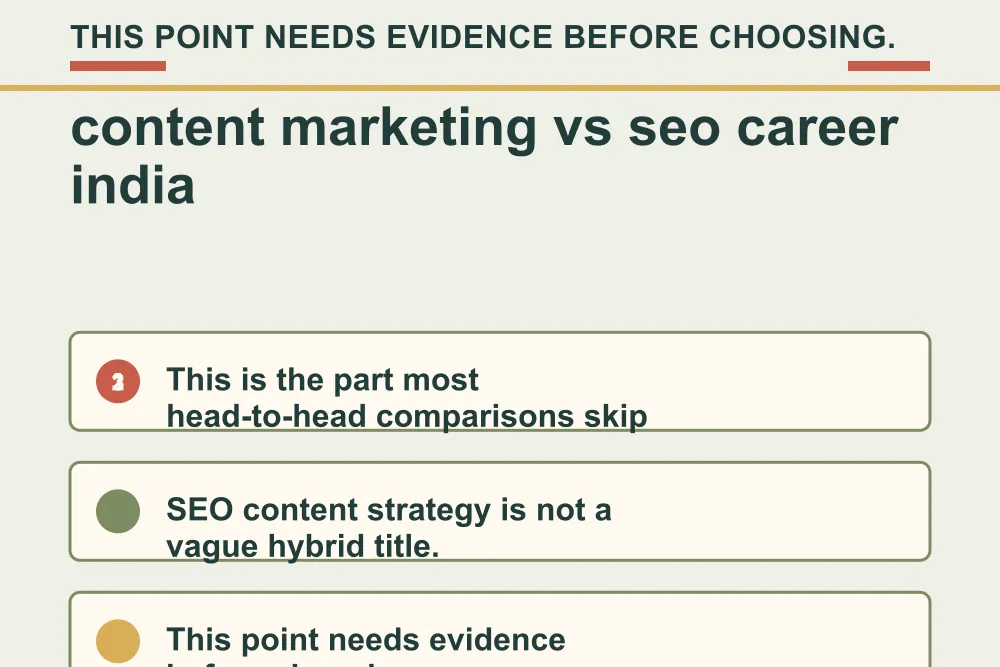 THIS POINT NEEDS EVIDENCE BEFORE CHOOSING.
content marketing vs seo career
india
This is the part most
head-to-head comparisons skip
SEO content strategy is not a
vague hybrid title.
This point needs evidence